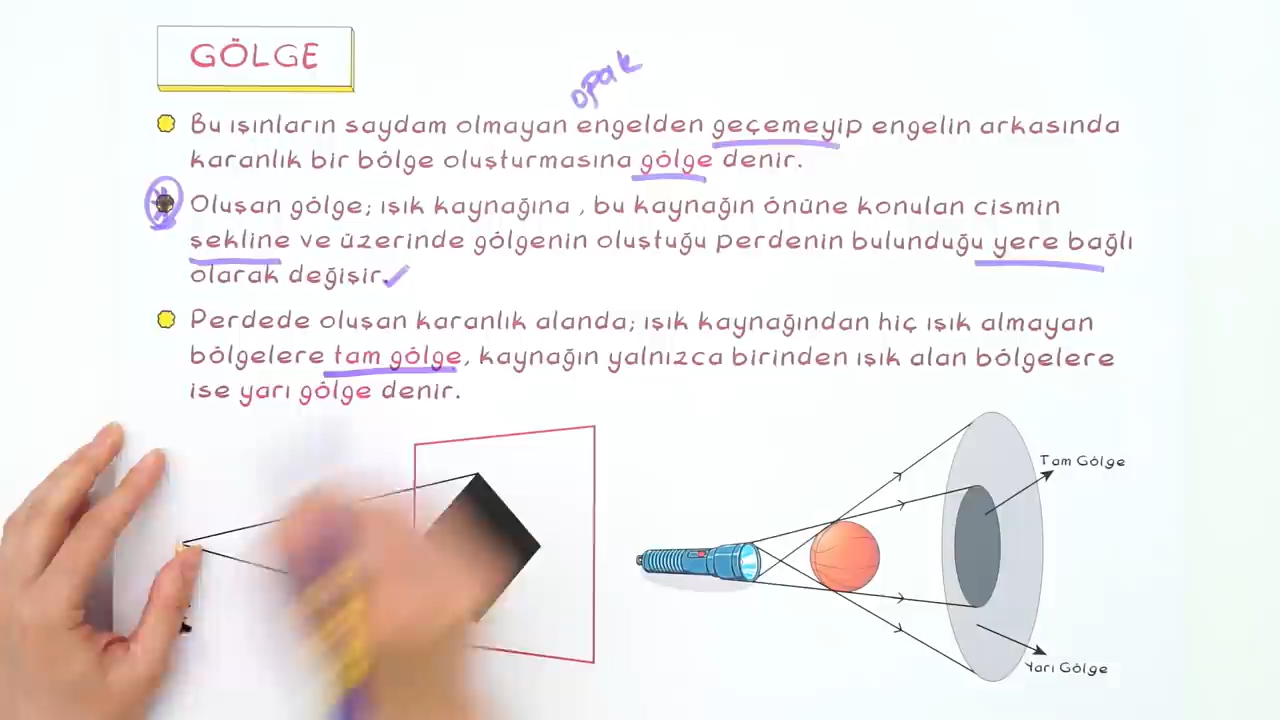 GÖLGE
opak
Bu ışınların saydam olmayan engelden geçemeyip engelin arkasında
karanlık bir bölge oluşturmasına gölge denir.
Oluşan gölge; ışık kaynağına , bu kaynağın önüne konulan cismin
şekline ve üzerinde gölgenin oluştuğu perdenin bulunduğu yere bağlı
olarak değişir.
Perdede oluşan karanlık alanda; ışık kaynağından hiç ışık almayan
bölgelere tam gölge, kaynağın yalnızca birinden ışık alan bölgelere
ise yarı gölge denir.
Tam Gölge
Yarı Gölge